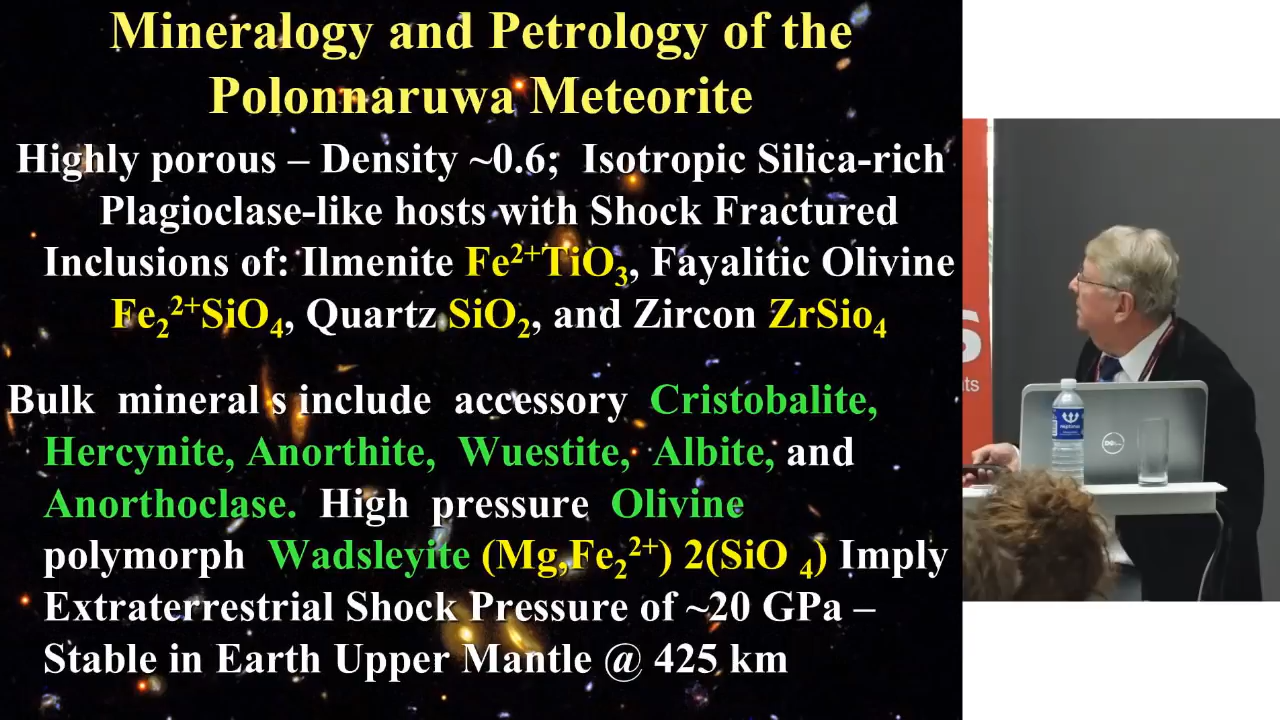 Mineralogy and Petrology of the
Polonnaruwa Meteorite
Highly porous – Density ~0.6; Isotropic Silica-rich
Plagioclase-like hosts with Shock Fractured
Inclusions of: Ilmenite Fe²⁺TiO₃, Fayalitic Olivine
Fe₂²⁺SiO₄, Quartz SiO₂, and Zircon ZrSio₄
Bulk mineral s include accessory Cristobalite,
Hercynite, Anorthite, Wuestite, Albite, and
Anorthoclase. High pressure Olivine
polymorph Wadsleyite (Mg,Fe₂²⁺) 2(SiO ₄) Imply
Extraterrestrial Shock Pressure of ~20 GPa –
Stable in Earth Upper Mantle @ 425 km
S
nts
DELL